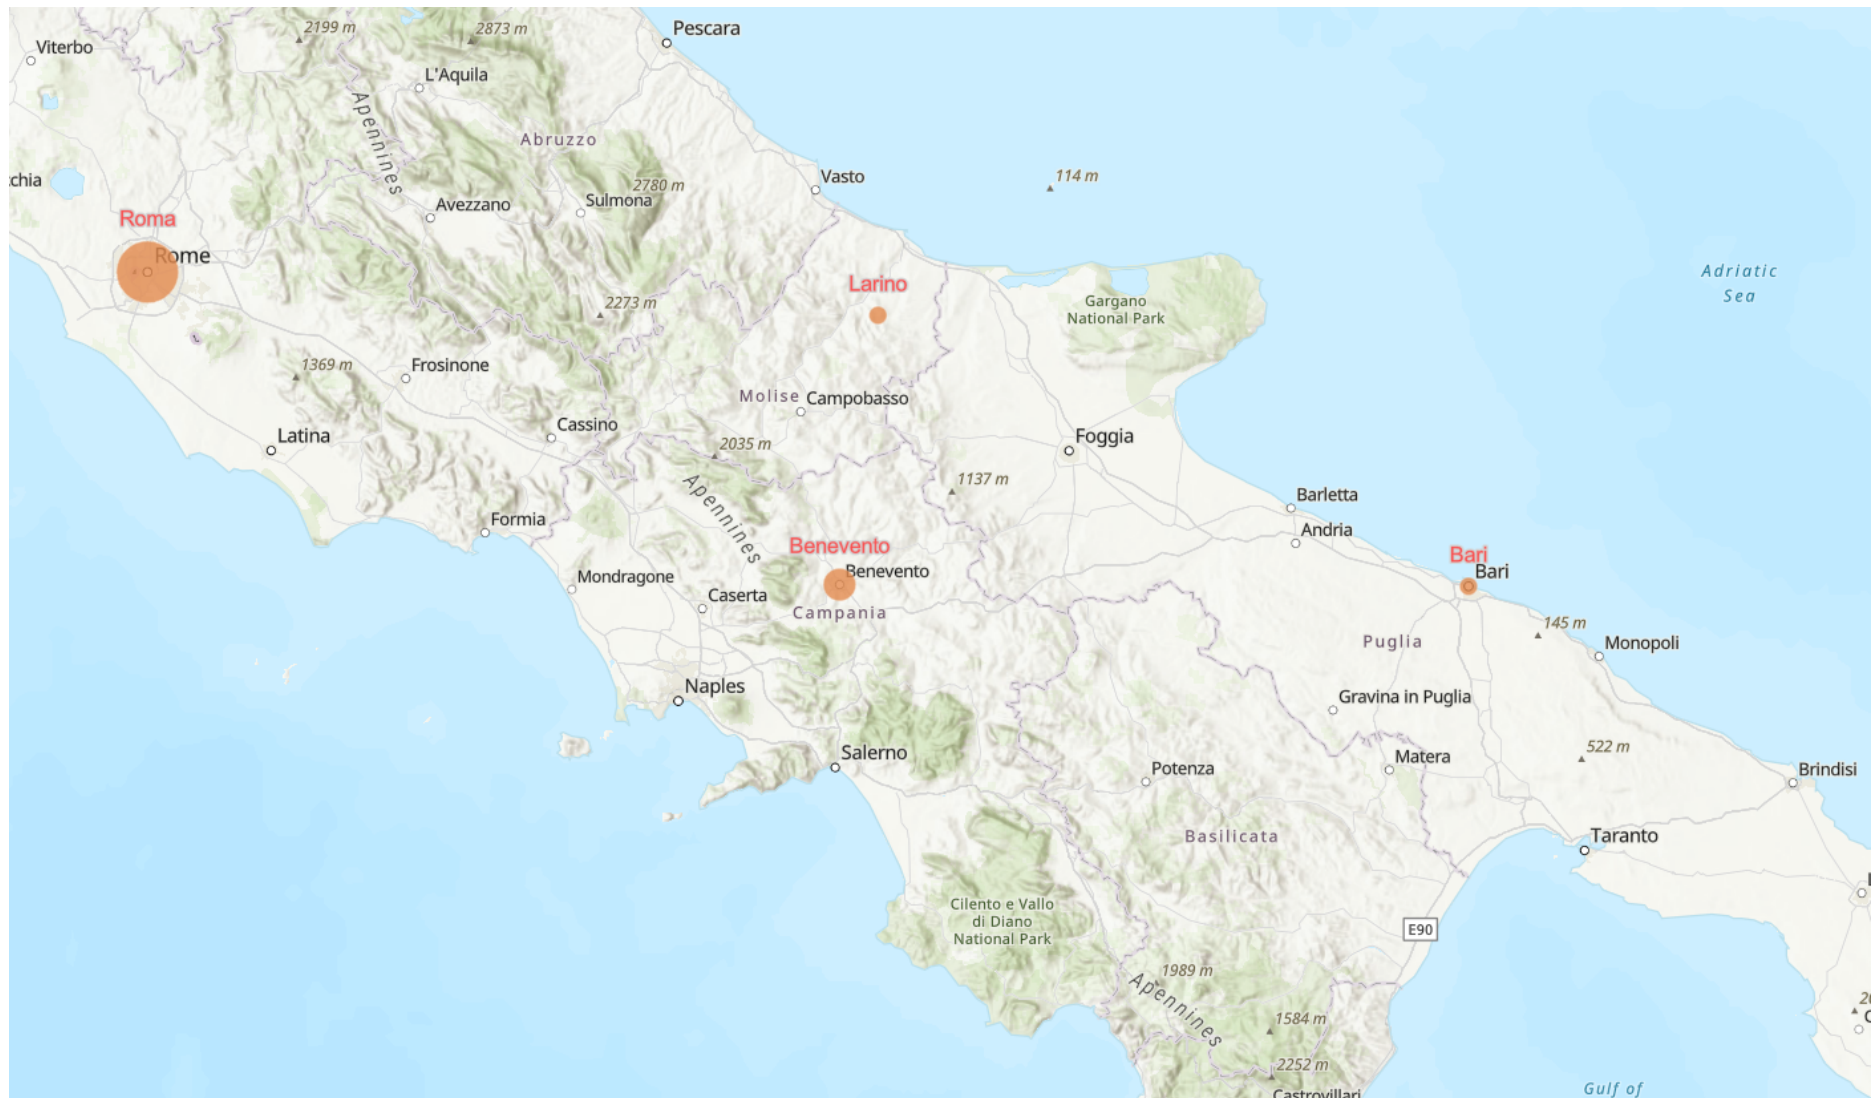 2199 m
2873 m
Pescara
Viterbo
L'Aquila
Apennines
Abruzzo
chia
2780 m
Vasto
114 m
Avezzano
Sulmona
Roma
Rome
Adriatic
Sea
Larino
2273 m
Gargano
National Park
1369 m
Frosinone
Molise
Campobasso
Cassino
Latina
2035 m
Foggia
Apennines
1137 m
Barletta
Formia
Andria
Benevento
Bari
Mondragone
Benevento
Bari
Caserta
Campania
145 m
Puglia
Monopoli
Naples
Gravina in Puglia
Salerno
522 m
Matera
Potenza
Brindisi
Basilicata
Taranto
Cilento e Vallo
di Diano
National Park
E90
1989 m
Apennines
1584 m
2252 m
Castrovillari
Gulf of